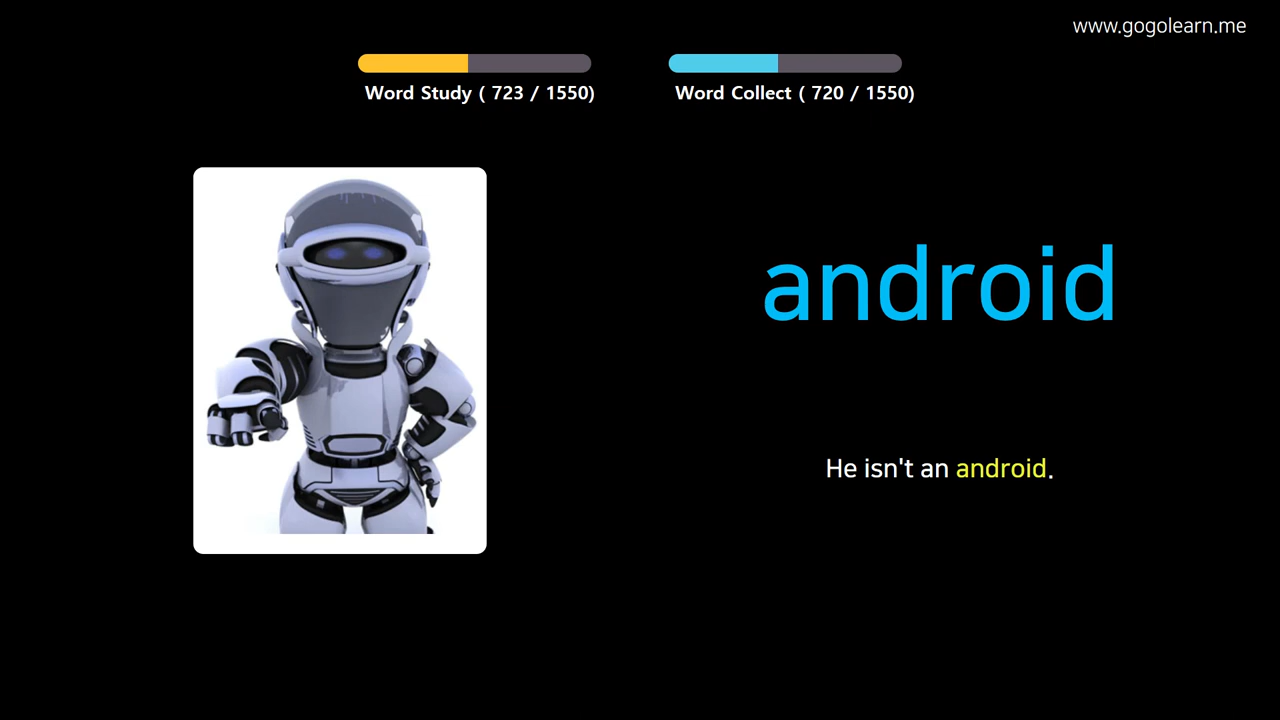 www.gogolearn.me
Word Study ( 723 / 1550)
Word Collect ( 720 / 1550)
android
He isn't an android.